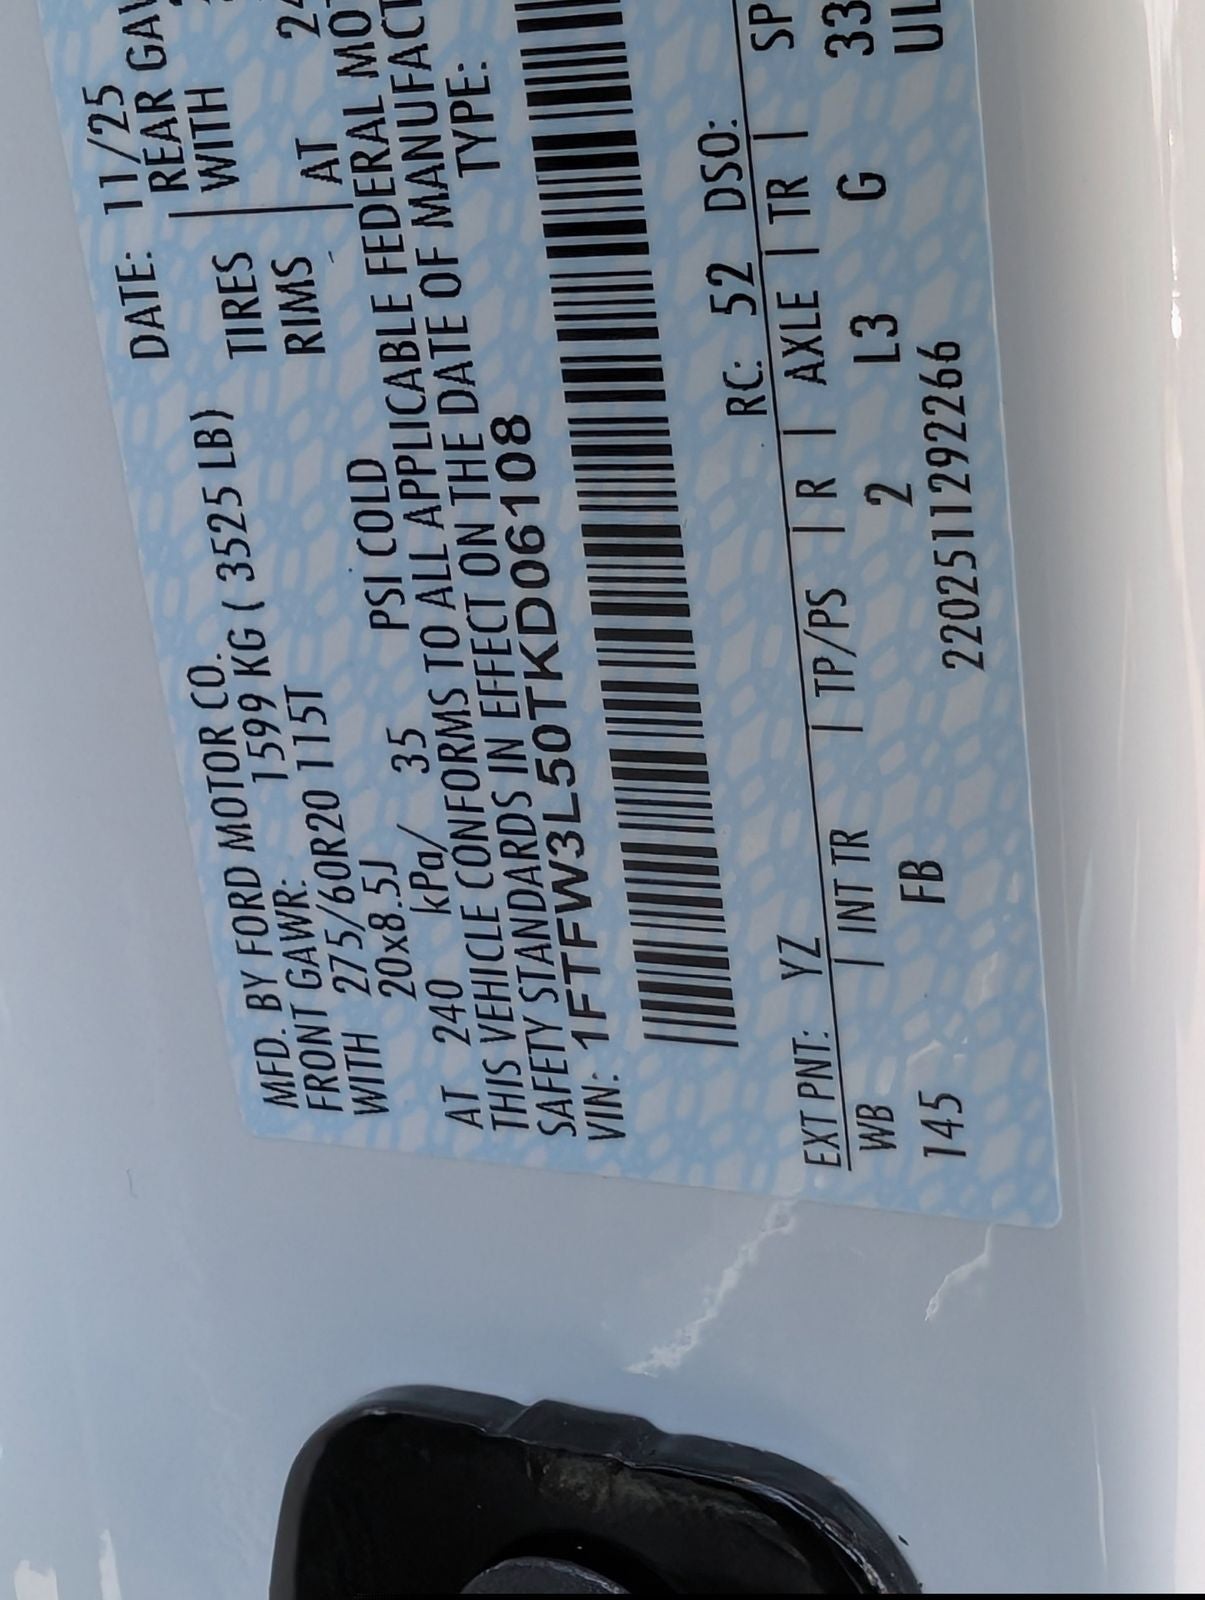 MFD. BY FORD MOTOR CO. DATE: 11/25
FRONT GAWR: 1599 KG ( 3525 LB) REAR GAW
WITH 275/60R20 115T TIRES WITH
20x8.5J RIMS
AT 240 kPa/ 35 PSI COLD AT 24
THIS VEHICLE CONFORMS TO ALL APPLICABLE FEDERAL MOT
SAFETY STANDARDS IN EFFECT ON THE DATE OF MANUFACT
VIN: 1FTFW3L50TKD06108 TYPE:
EXT PNT: YZ RC: 52 DSO:
WB | INT TR | TP/PS | R | AXLE | TR | SP
145 FB 2 L3 G 33
2202511292266 UL